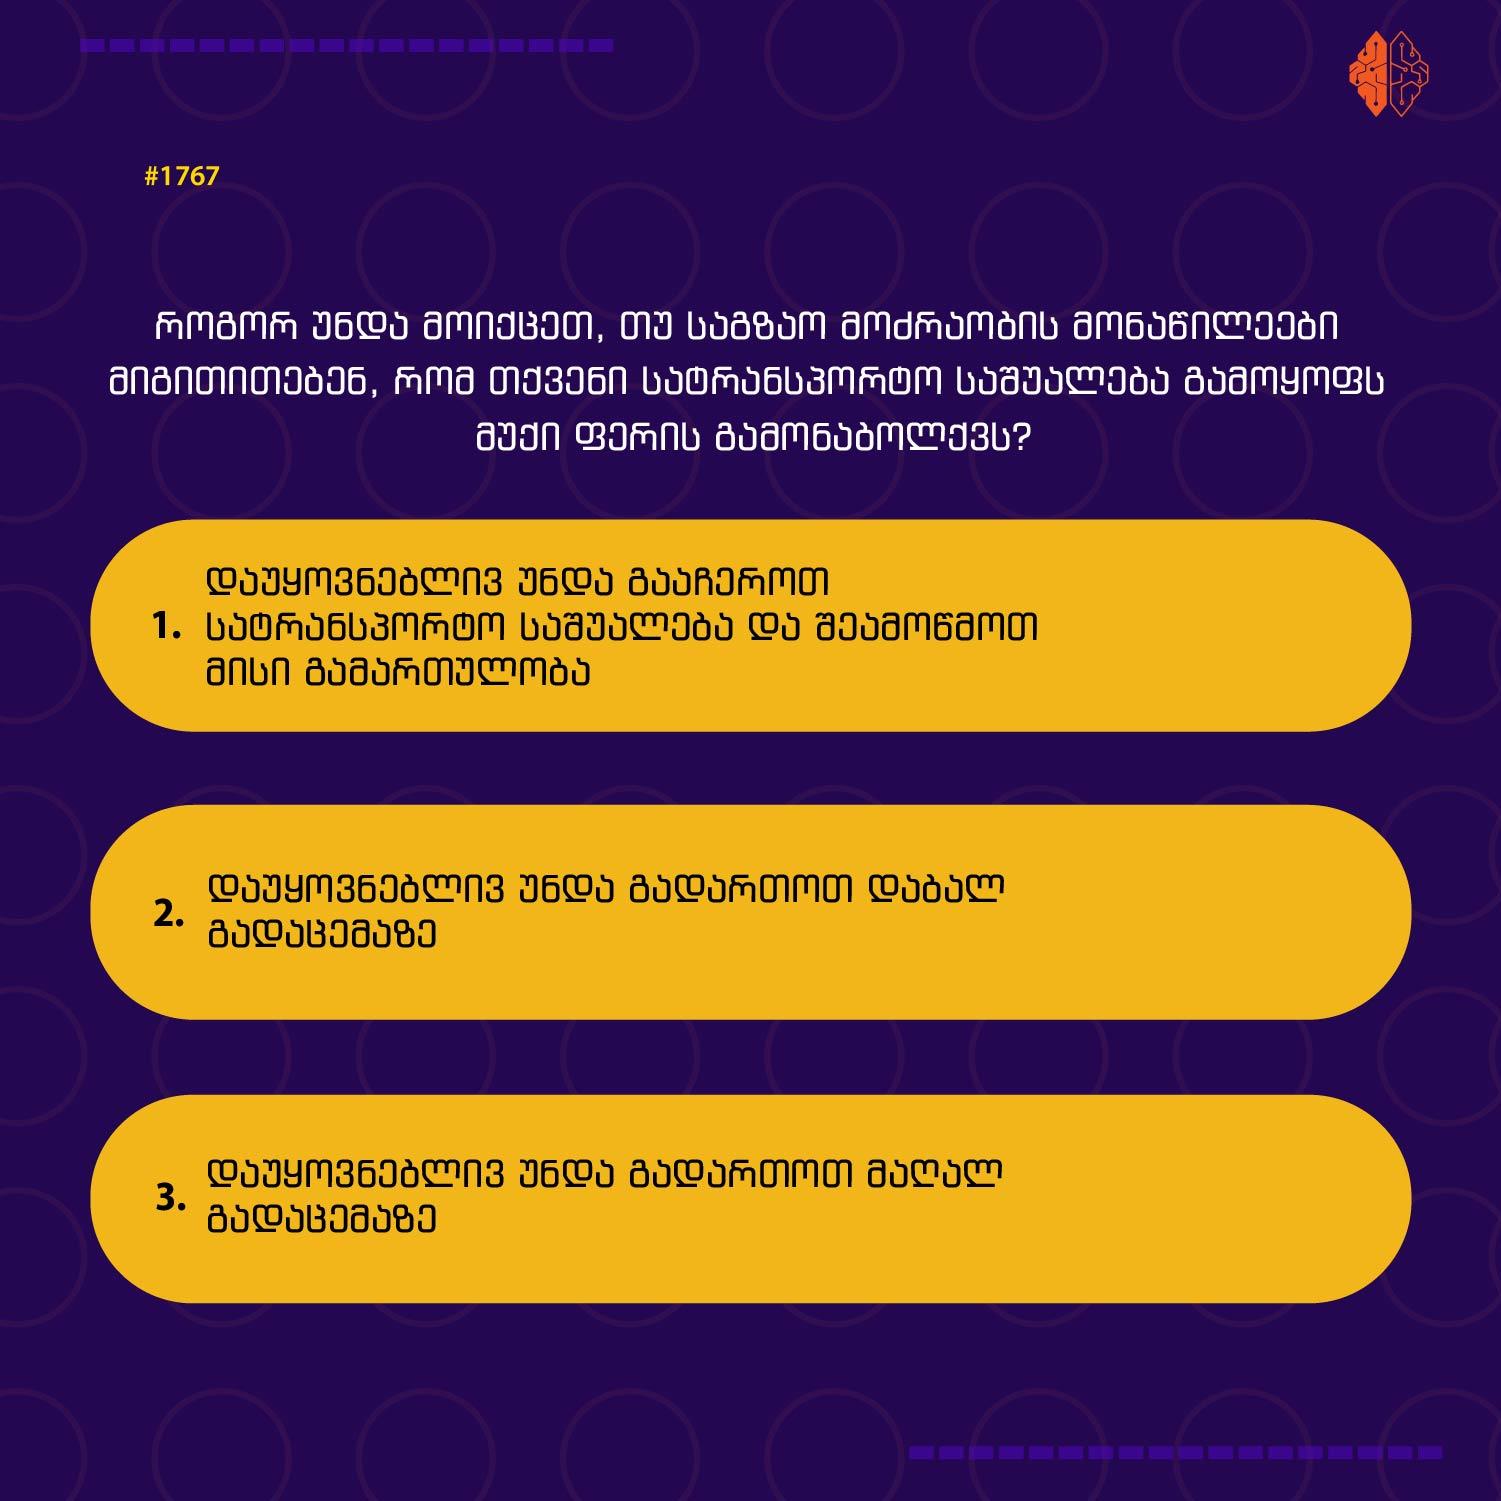 #1767
როგორ უნდა მოიქცეთ, თუ საგზაო მოძრაობის მონაწილეები
მიგითითებენ, რომ თქვენი სატრანსპორტო საშუალება გამოყოფს
მუქი ფერის გამონაბოლქვს?
1. დაუყოვნებლივ უნდა გააჩეროთ
სატრანსპორტო საშუალება და შეამოწმოთ
მისი გამართულობა
2. დაუყოვნებლივ უნდა გადართოთ დაბალ
გადაცემაზე
3. დაუყოვნებლივ უნდა გადართოთ მაღალ
გადაცემაზე